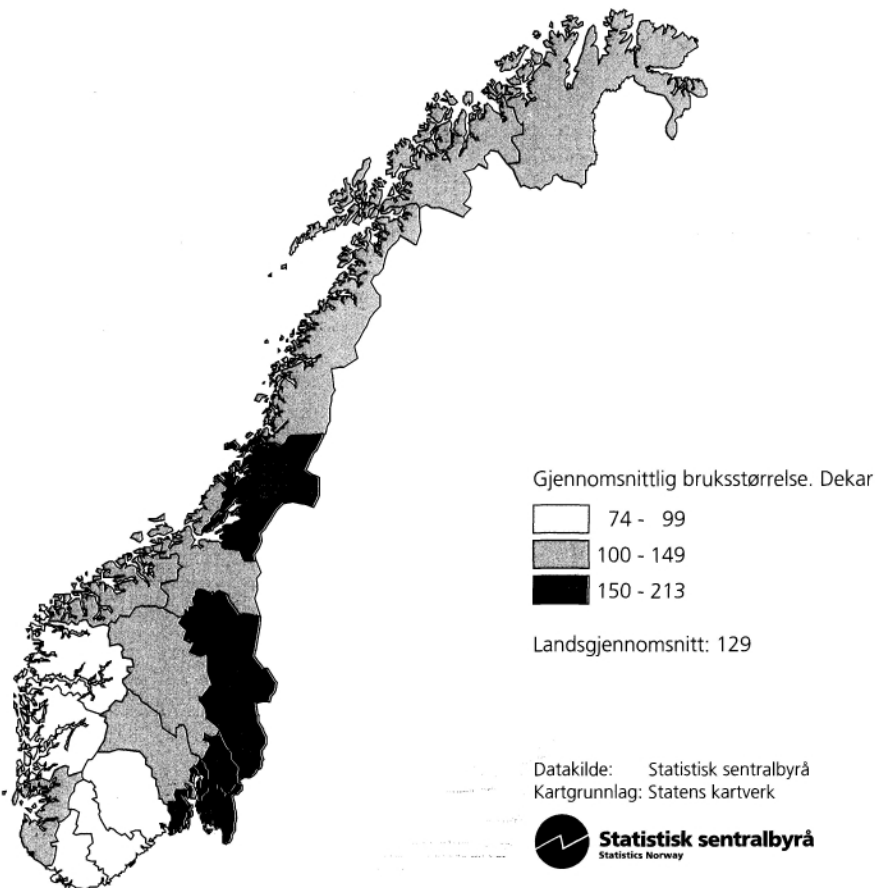 Gjennomsnittlig bruksstørrelse. Dekar
74 - 99
100 - 149
150 - 213
Landsgjennomsnitt: 129
Datakilde: Statistisk sentralbyrå
Kartgrunnlag: Statens kartverk
Statistisk sentralbyrå
Statistics Norway